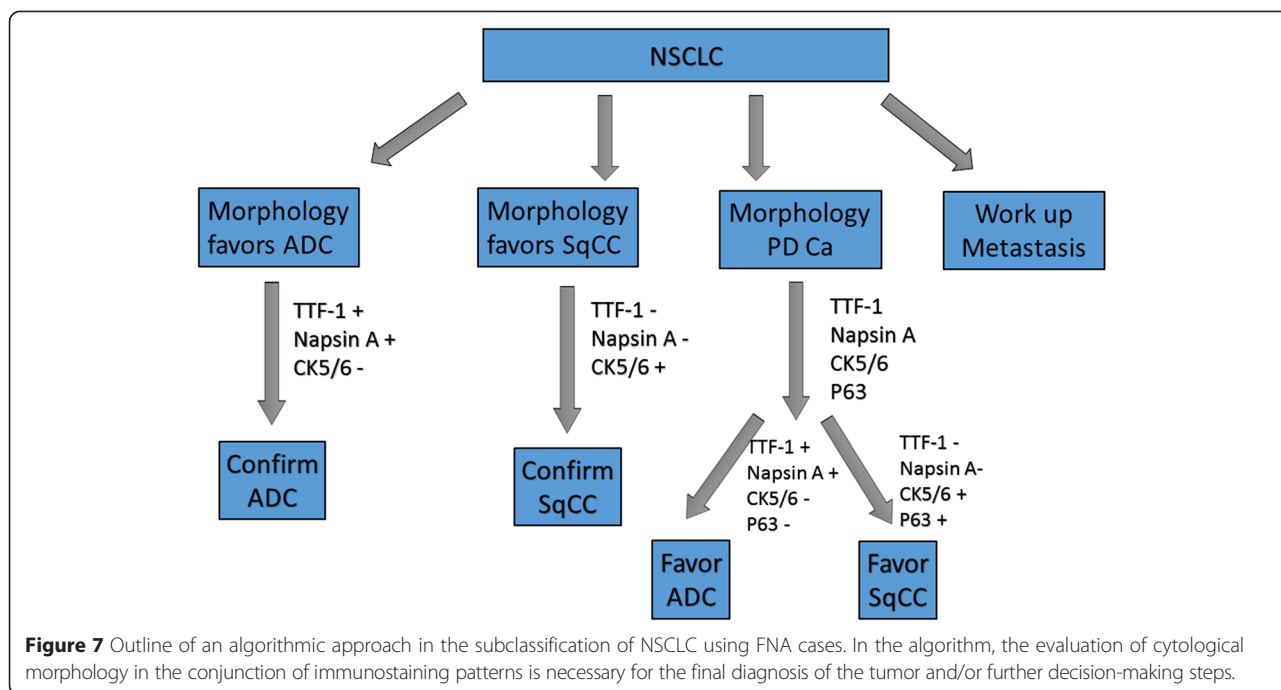 NSCLC
Morphology
favors ADC
Morphology
favors SqCC
Morphology
PD Ca
Work up
Metastasis
TTF-1 +
Napsin A +
CK5/6 -
TTF-1 -
Napsin A -
CK5/6 +
TTF-1
Napsin A
CK5/6
P63
Confirm
ADC
Confirm
SqCC
TTF-1 +
Napsin A +
CK5/6 -
P63 -
TTF-1 -
Napsin A-
CK5/6 +
P63 +
Favor
ADC
Favor
SqCC
Figure 7 Outline of an algorithmic approach in the subclassification of NSCLC using FNA cases. In the algorithm, the evaluation of cytological
morphology in the conjunction of immunostaining patterns is necessary for the final diagnosis of the tumor and/or further decision-making steps.